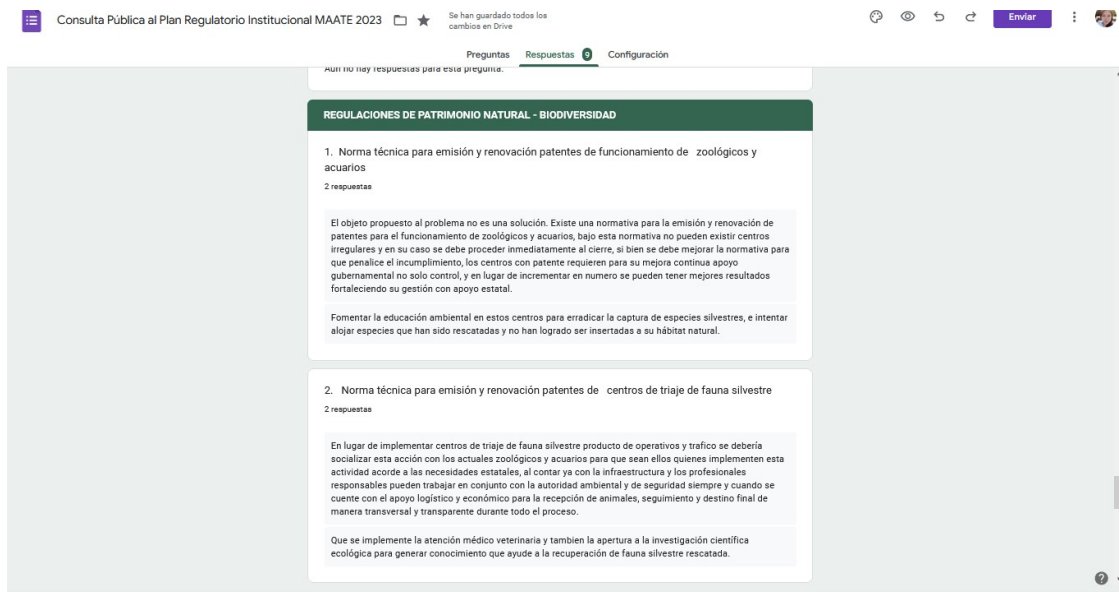 Consulta Pública al Plan Regulatorio Institucional MAATE 2023
Se han guardado todos los
cambios en Drive
Enviar
Preguntas Respuestas 9 Configuración
Aún no hay respuestas para esta pregunta.
REGULACIONES DE PATRIMONIO NATURAL - BIODIVERSIDAD
1. Norma técnica para emisión y renovación patentes de funcionamiento de zoológicos y
acuarios
2 respuestas
El objeto propuesto al problema no es una solución. Existe una normativa para la emisión y renovación de
patentes para el funcionamiento de zoológicos y acuarios, bajo esta normativa no pueden existir centros
irregulares y en su caso se debe proceder inmediatamente al cierre, si bien se debe mejorar la normativa para
que penalice el incumplimiento, los centros con patente requieren para su mejora continua apoyo
gubernamental no solo control, y en lugar de incrementar en numero se pueden tener mejores resultados
fortaleciendo su gestión con apoyo estatal.
Fomentar la educación ambiental en estos centros para erradicar la captura de especies silvestres, e intentar
alojar especies que han sido rescatadas y no han logrado ser insertadas a su hábitat natural.
2. Norma técnica para emisión y renovación patentes de centros de triaje de fauna silvestre
2 respuestas
En lugar de implementar centros de triaje de fauna silvestre producto de operativos y trafico se debería
socializar esta acción con los actuales zoológicos y acuarios para que sean ellos quienes implementen esta
actividad acorde a las necesidades estatales, al contar ya con la infraestructura y los profesionales
responsables pueden trabajar en conjunto con la autoridad ambiental y de seguridad siempre y cuando se
cuente con el apoyo logístico y económico para la recepción de animales, seguimiento y destino final de
manera transversal y transparente durante todo el proceso.
Que se implemente la atención médico veterinaria y tambien la apertura a la investigación científica
ecológica para generar conocimiento que ayude a la recuperación de fauna silvestre rescatada.